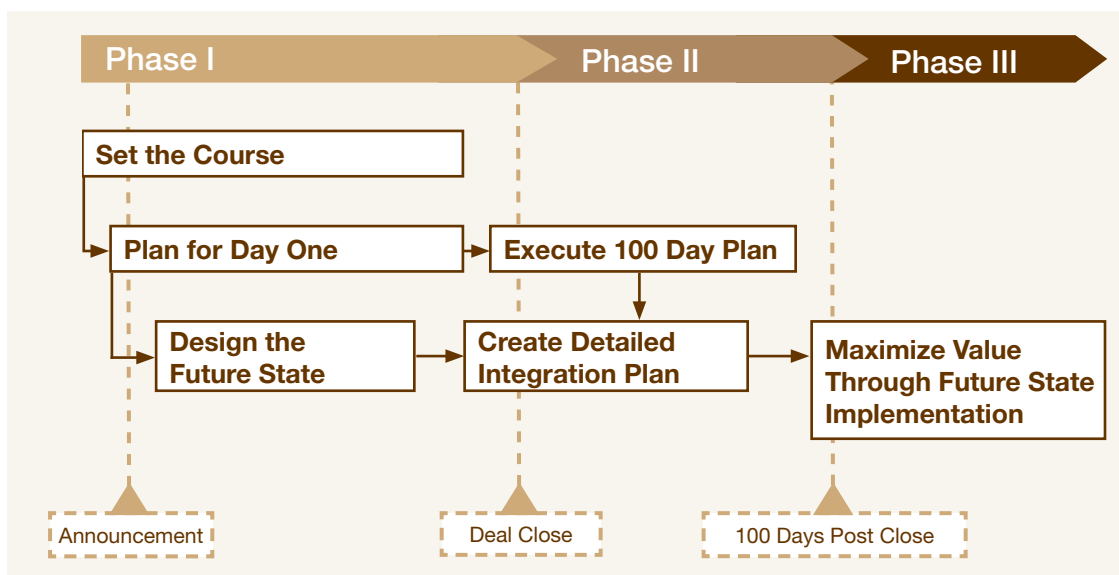 Phase I
Phase II
Phase III
Set the Course
Plan for Day One
Execute 100 Day Plan
Design the
Future State
Create Detailed
Integration Plan
Maximize Value
Through Future State
Implementation
Announcement
Deal Close
100 Days Post Close